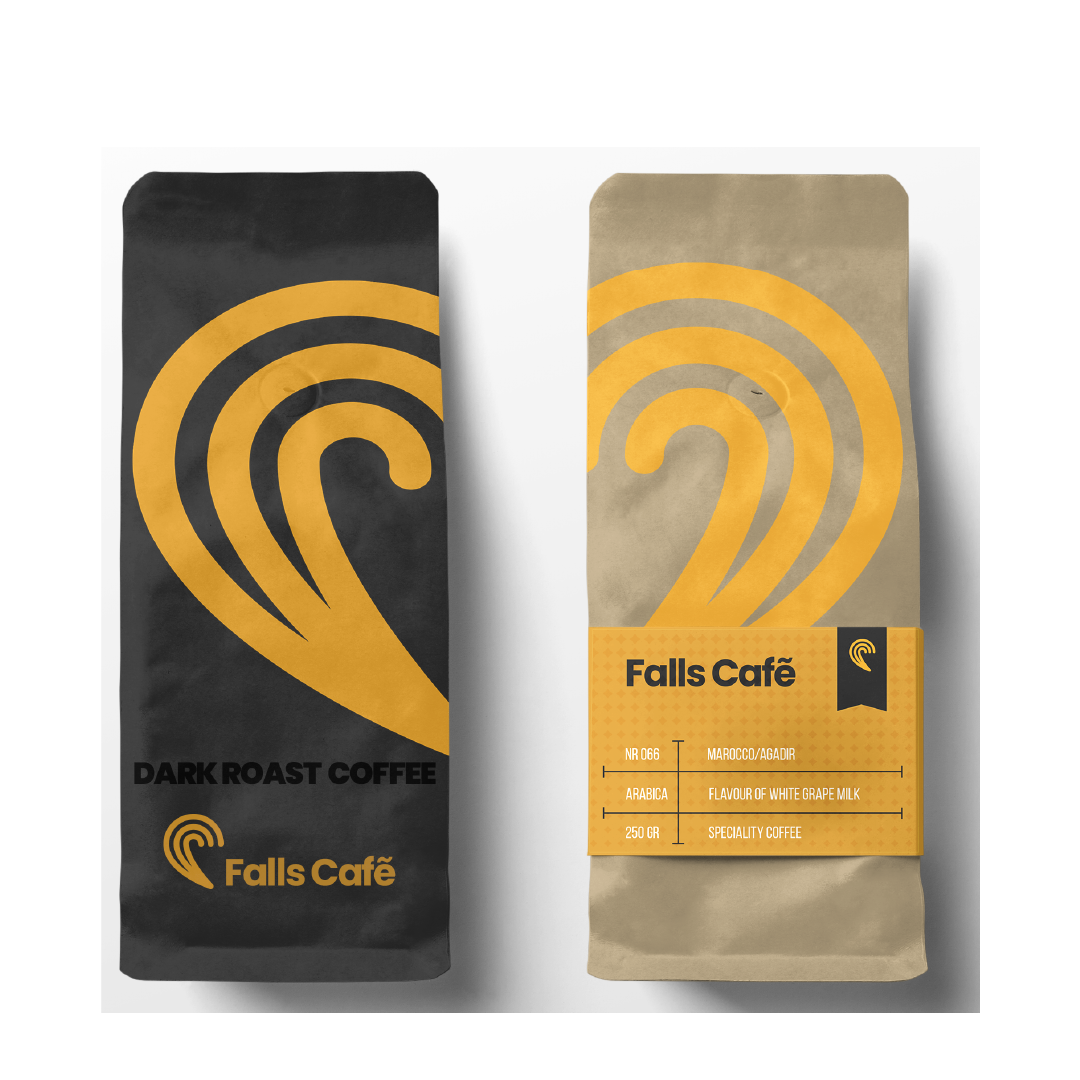 DARK ROAST COFFEE
Falls Cafẽ
Falls Cafẽ
NR 066 MAROCCO/AGADIR
ARABICA FLAVOUR OF WHITE GRAPE MILK
250 GR SPECIALITY COFFEE